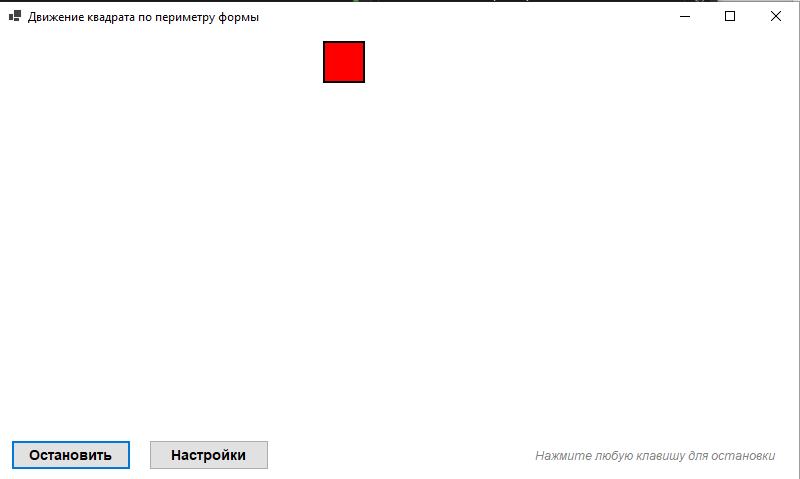 Движение квадрата по периметру формы
Остановить
Настройки
Нажмите любую клавишу для остановки